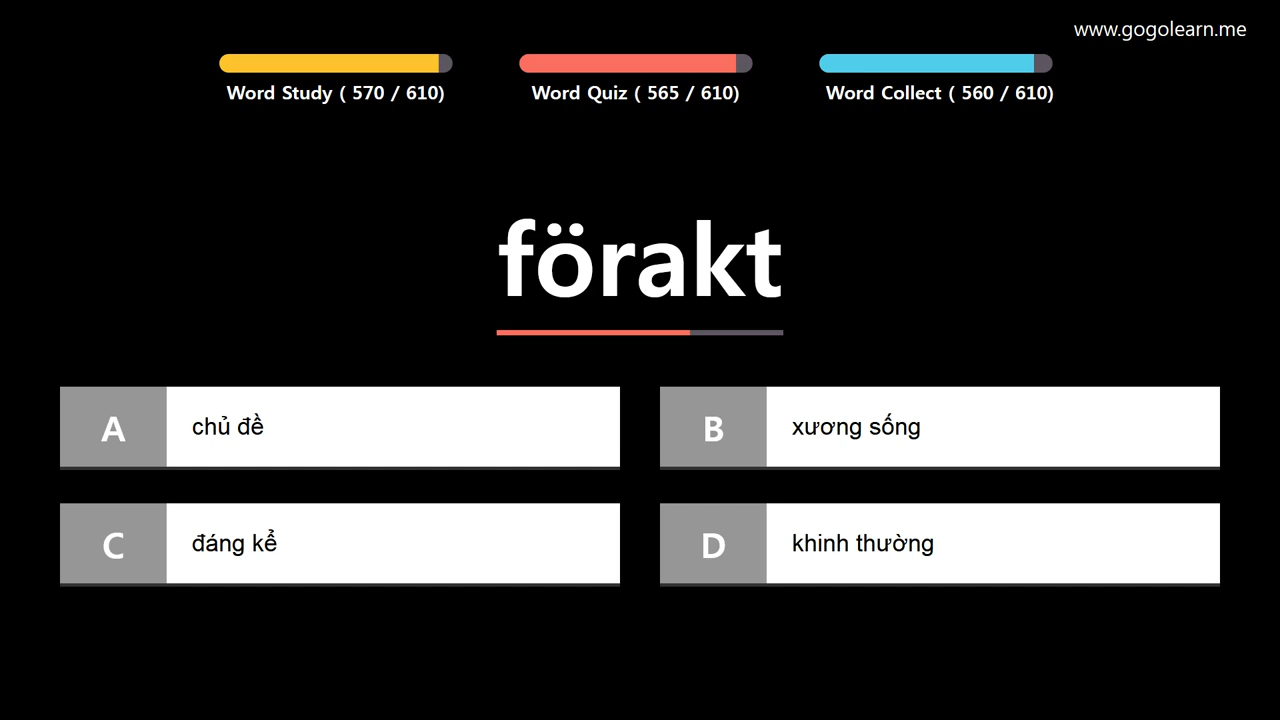 www.gogolearn.me
Word Study ( 570 / 610)
Word Quiz ( 565 / 610)
Word Collect ( 560 / 610)
förakt
A
chủ đề
B
xương sống
C
đáng kể
D
khinh thường